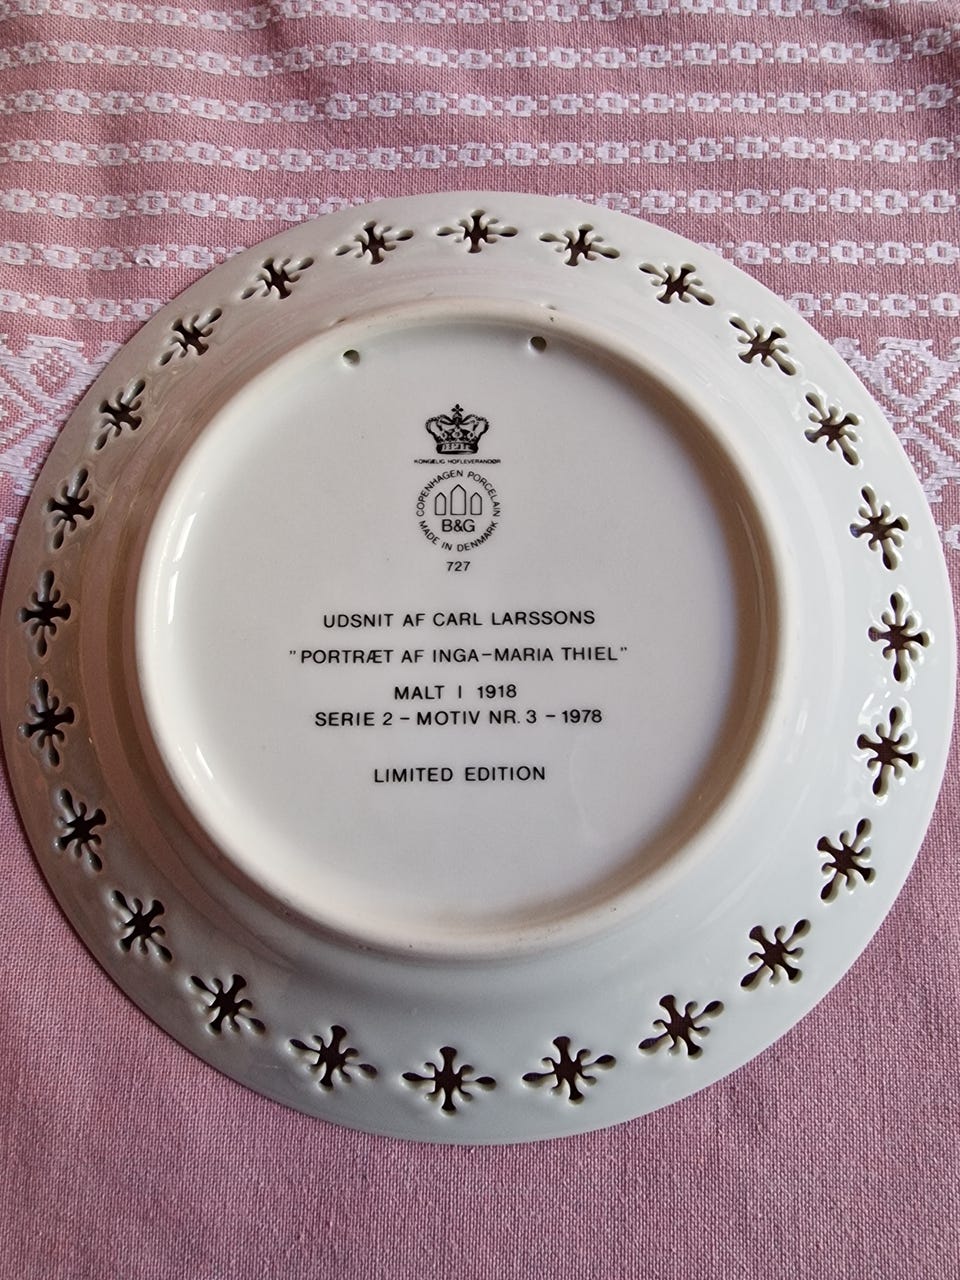 KONGELIG HOFLEVERANDØR
COPENHAGEN PORCELAIN
B&G
MADE IN DENMARK
727
UDSNIT AF CARL LARSSONS
"PORTRÆT AF INGA-MARIA THIEL"
MALT I 1918
SERIE 2 - MOTIV NR. 3 - 1978
LIMITED EDITION